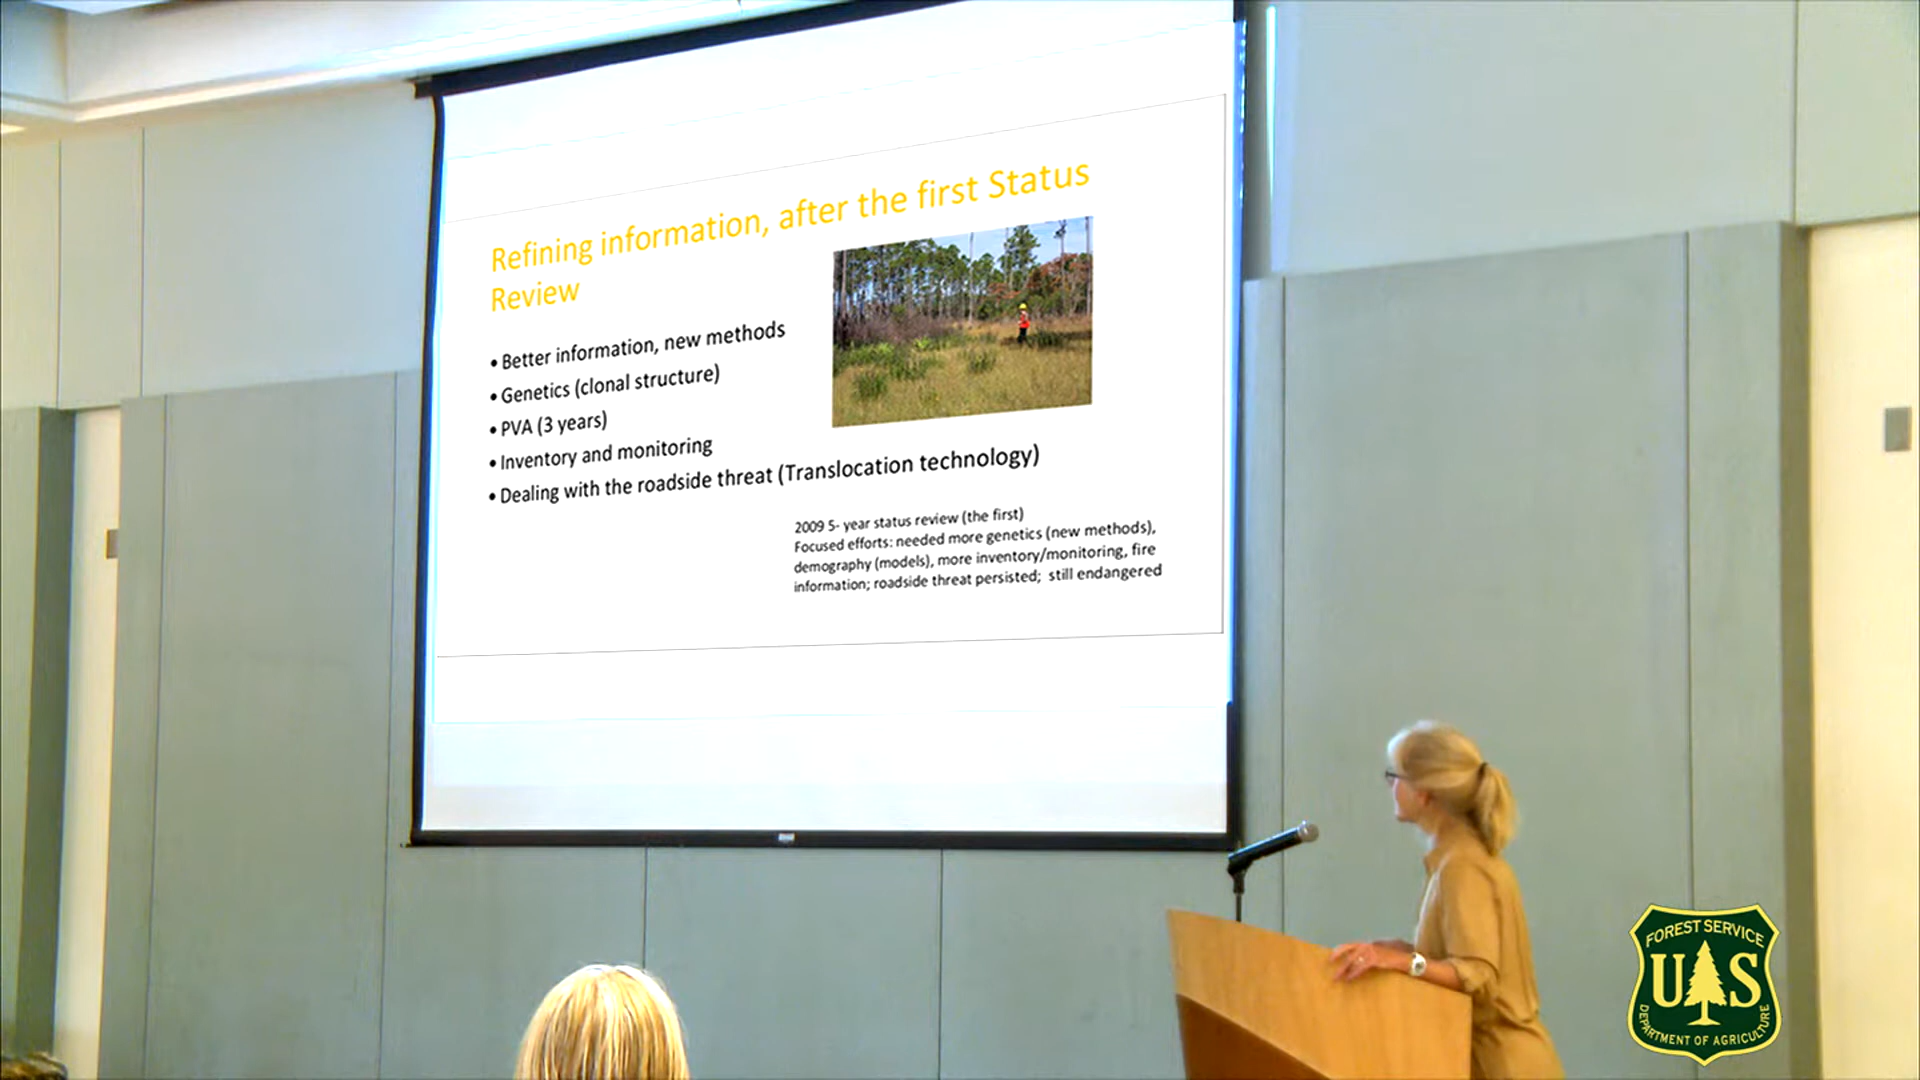 Refining information, after the first Status
Review
• Better information, new methods
• Genetics (clonal structure)
• PVA (3 years)
• Inventory and monitoring
• Dealing with the roadside threat (Translocation technology)
2009 5- year status review (the first)
Focused efforts: needed more genetics (new methods),
demography (models), more inventory/monitoring, fire
information; roadside threat persisted; still endangered
FOREST SERVICE
U S
DEPARTMENT OF AGRICULTURE